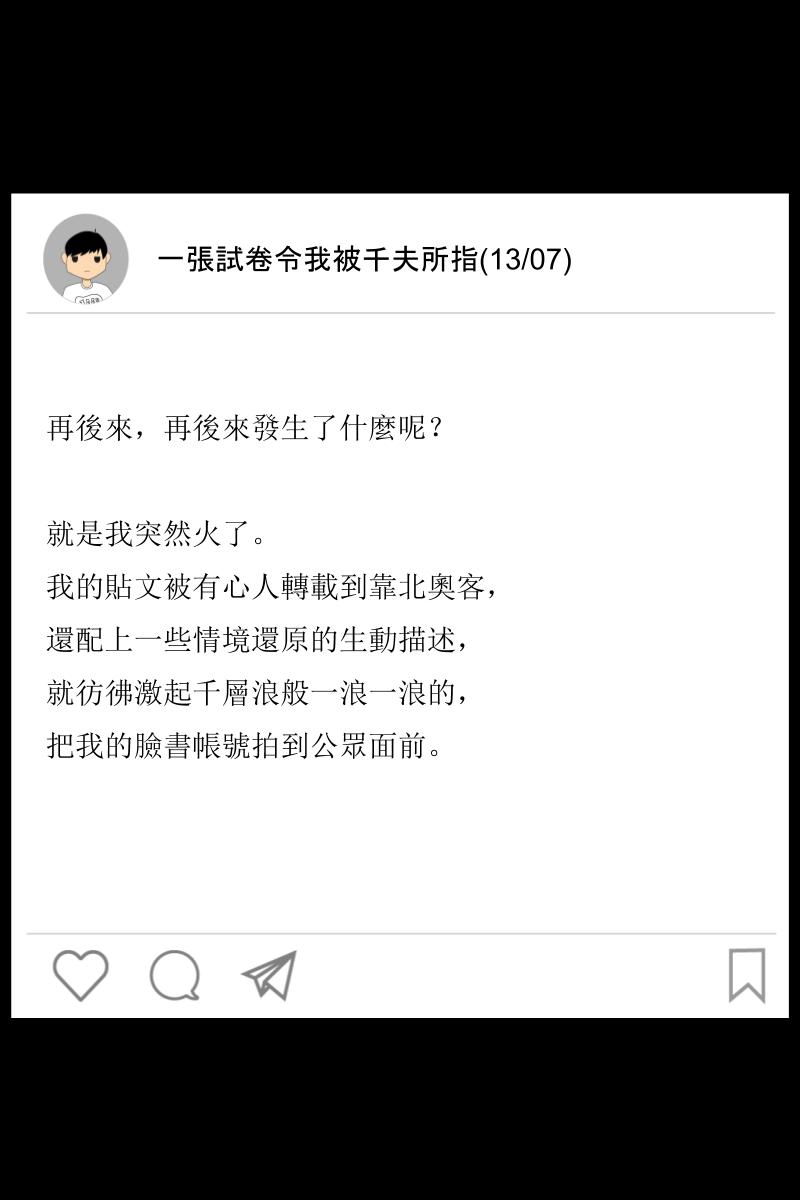 一張試卷令我被千夫所指(13/07)
再後來，再後來發生了什麼呢？
就是我突然火了。
我的貼文被有心人轉載到靠北奧客，
還配上一些情境還原的生動描述，
就彷彿激起千層浪般一浪一浪的，
把我的臉書帳號拍到公眾面前。